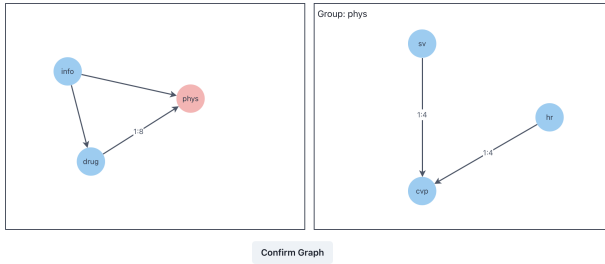 info
phys
1:8
drug
Group: phys
sv
1:4
hr
1:4
cvp
Confirm Graph